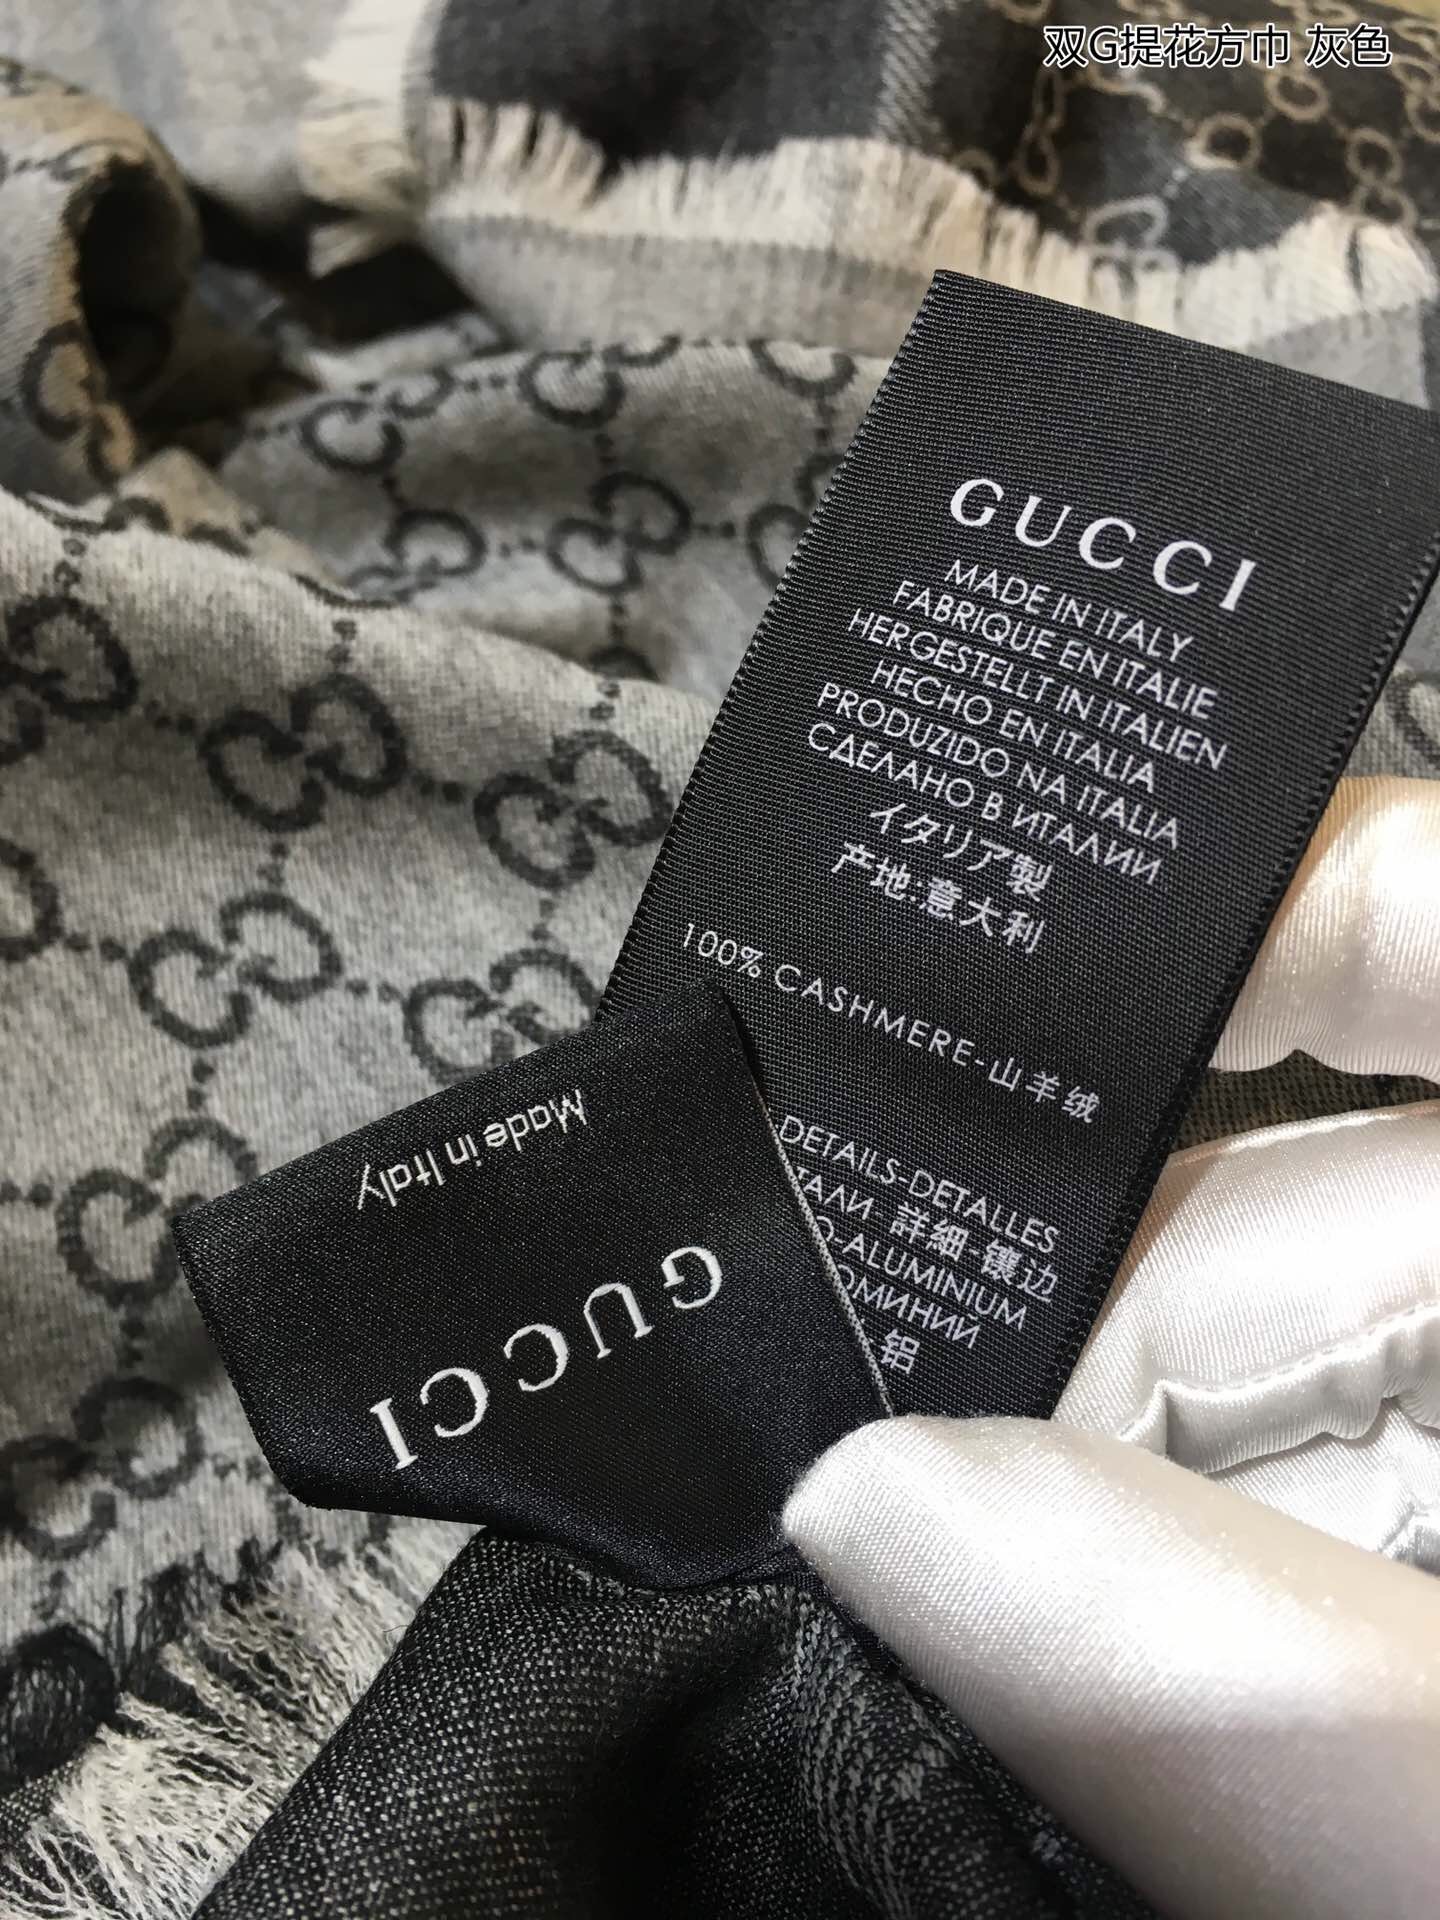 双G提花方巾 灰色
GUCCI
MADE IN ITALY
FABRIQUE EN ITALIE
HERGESTELLT IN ITALIEN
HECHO EN ITALIA
PRODUZIDO NA ITALIA
СДЕЛАНО В ИТАЛИИ
イタリア製
产地:意大利
100% CASHMERE-山羊绒
DETAILS-DETALLES
詳細-镶边
O-ALUMINIUM
铝
Made in Italy
GUCCI